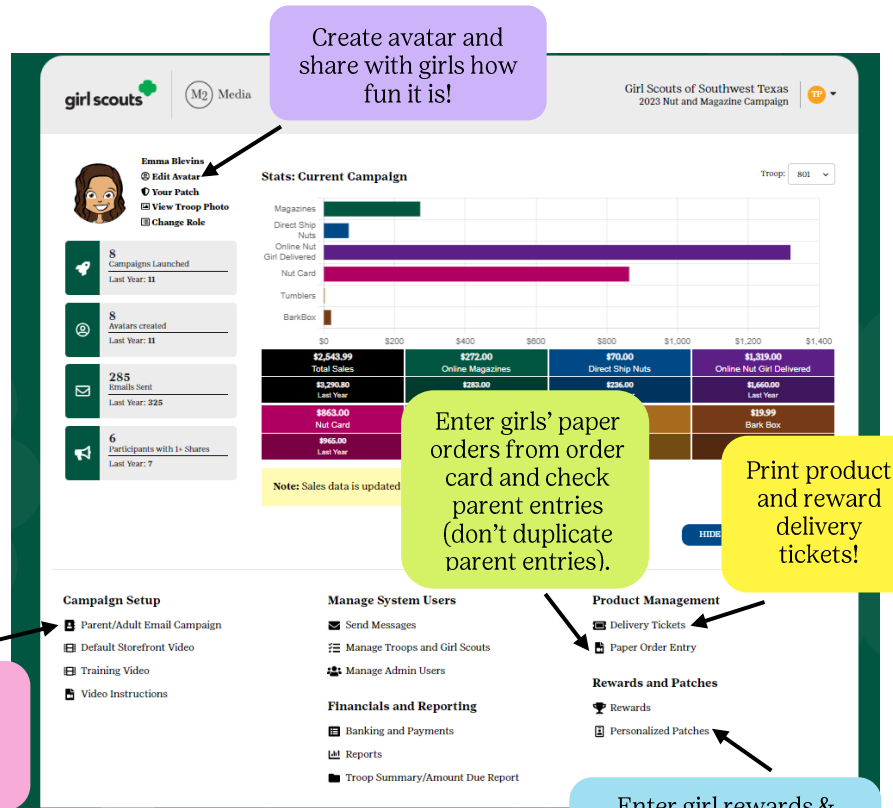 Create avatar and
share with girls how
fun it is!
girl scouts
M2 Media
Girl Scouts of Southwest Texas
2023 Nut and Magazine Campaign
TP
Emma Blevins
Edit Avatar
Your Patch
View Troop Photo
Change Role
Stats: Current Campaign
Troop: 801
8
Campaigns Launched
Last Year: 11
8
Avatars created
Last Year: 11
285
Emails Sent
Last Year: 325
6
Participants with 1+ Shares
Last Year: 7
Magazines
Direct Ship
Nuts
Online Nut
Girl Delivered
Nut Card
Tumblers
BarkBox
$0 $200 $400 $600 $800 $1,000 $1,200 $1,400
$2,543.99 $272.00 $70.00 $1,319.00
Total Sales Online Magazines Direct Ship Nuts Online Nut Girl Delivered
$3,290.80 $283.00 $236.00 $1,660.00
Last Year Last Year
$863.00 $19.99
Nut Card Bark Box
$965.00
Last Year
Note: Sales data is updated
HIDE
Enter girls' paper
orders from order
card and check
parent entries
(don't duplicate
parent entries).
Print product
and reward
delivery
tickets!
Campaign Setup
Parent/Adult Email Campaign
Default Storefront Video
Training Video
Video Instructions
Manage System Users
Send Messages
Manage Troops and Girl Scouts
Manage Admin Users
Financials and Reporting
Banking and Payments
Reports
Troop Summary/Amount Due Report
Product Management
Delivery Tickets
Paper Order Entry
Rewards and Patches
Rewards
Personalized Patches
Enter girl rewards &